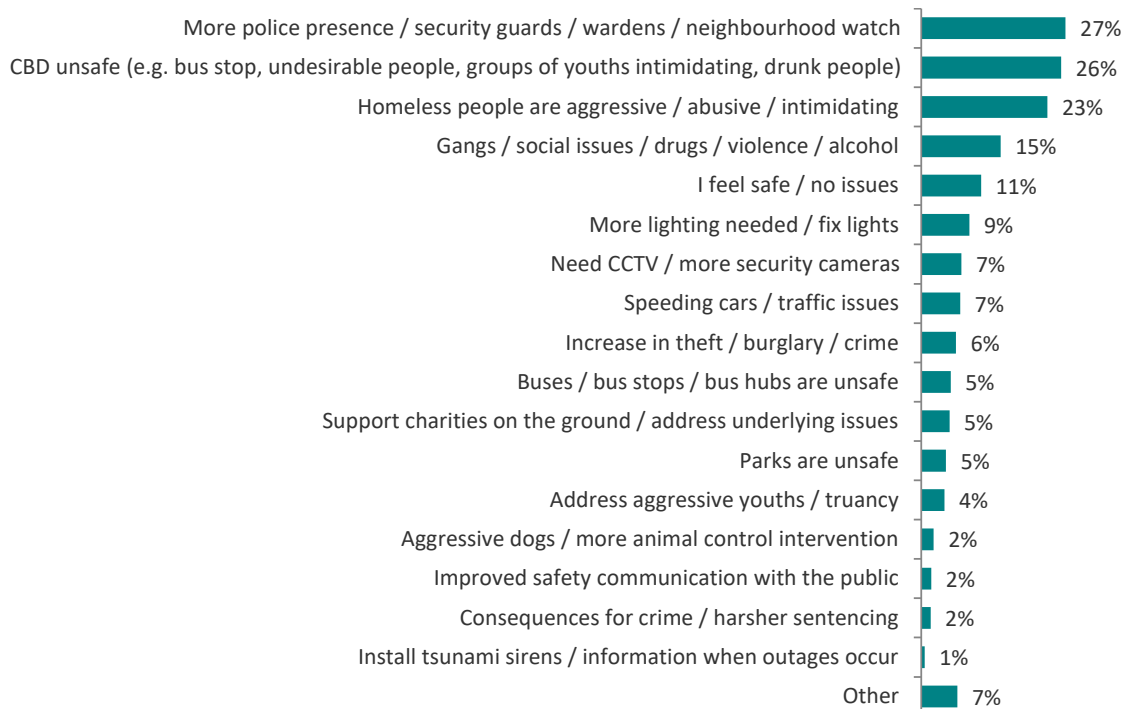 More police presence / security guards / wardens / neighbourhood watch 27%
CBD unsafe (e.g. bus stop, undesirable people, groups of youths intimidating, drunk people) 26%
Homeless people are aggressive / abusive / intimidating 23%
Gangs / social issues / drugs / violence / alcohol 15%
I feel safe / no issues 11%
More lighting needed / fix lights 9%
Need CCTV / more security cameras 7%
Speeding cars / traffic issues 7%
Increase in theft / burglary / crime 6%
Buses / bus stops / bus hubs are unsafe 5%
Support charities on the ground / address underlying issues 5%
Parks are unsafe 5%
Address aggressive youths / truancy 4%
Aggressive dogs / more animal control intervention 2%
Improved safety communication with the public 2%
Consequences for crime / harsher sentencing 2%
Install tsunami sirens / information when outages occur 1%
Other 7%